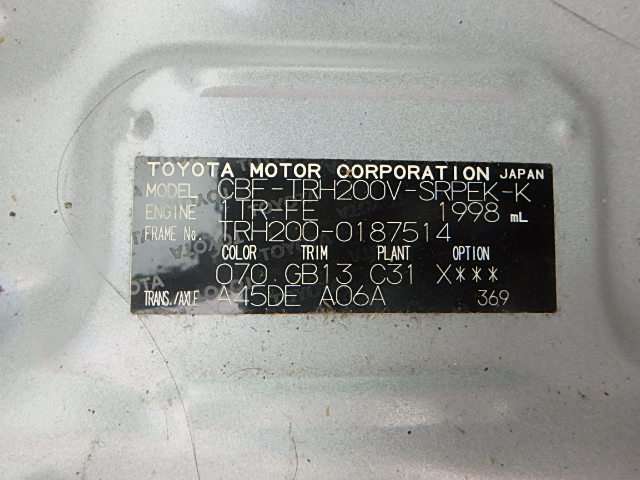 TOYOTA MOTOR CORPORATION JAPAN
MODEL CBF-TRH200V-SRPEK-K
ENGINE 1TR-FE 1998 mL
FRAME No. TRH200-0187514
COLOR TRIM PLANT OPTION
070 GB13 C31 X***
TRANS./AXLE A45DE A06A 369